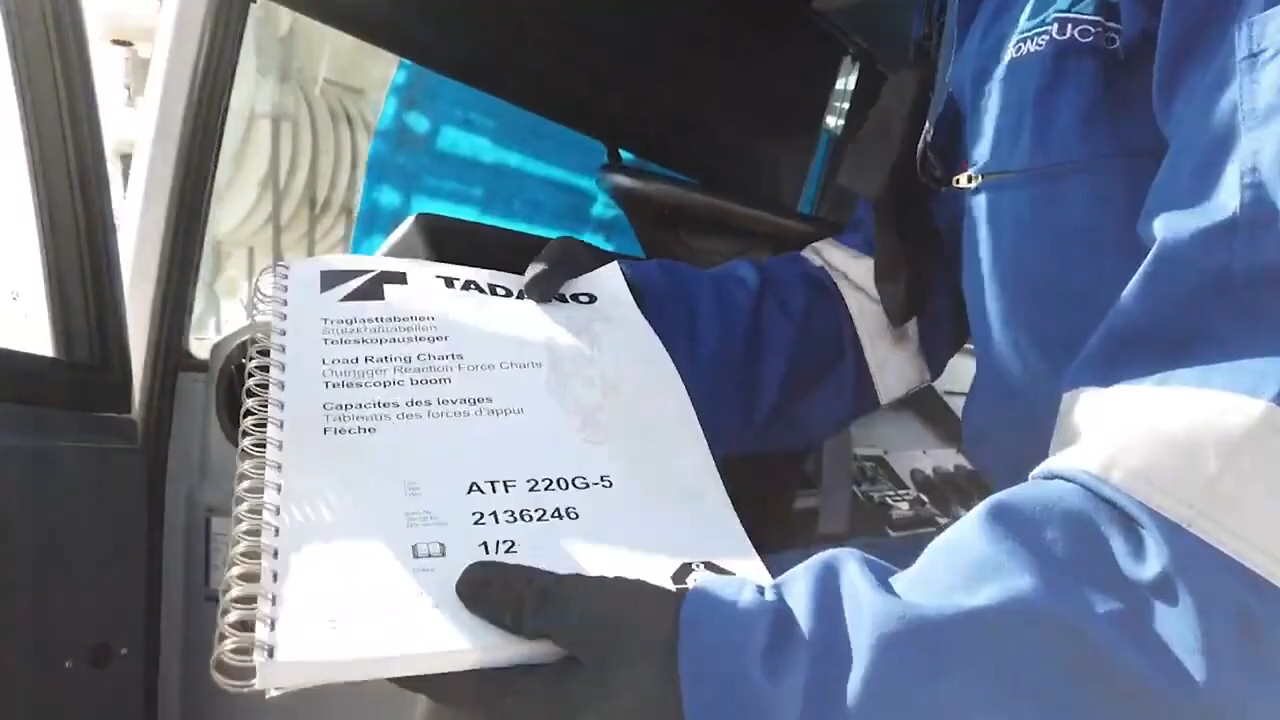 TADANO
Traglasttabellen
Stützkrafttabellen
Teleskopausleger
Load Rating Charts
Outrigger Reaction Force Charts
Telescopic boom
Capacites des levages
Tableaus des forces d'appui
Flèche
ATF 220G-5
2136246
1/2